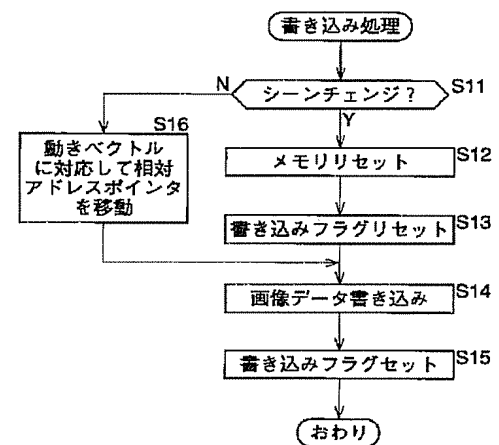 書き込み処理
シーンチェンジ？
S11
N
Y
S16
動きベクトル
に対応して相対
アドレスポインタ
を移動
メモリリセット
S12
書き込みフラグリセット
S13
画像データ書き込み
S14
書き込みフラグセット
S15
おわり